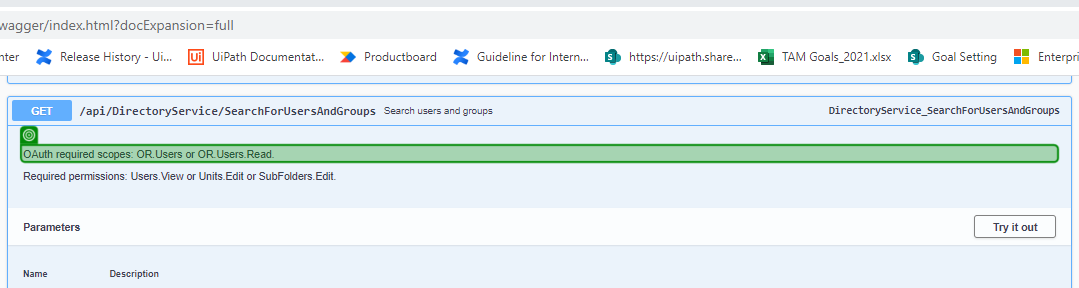 wagger/index.html?docExpansion=full
nter Release History - Ui... Ui UiPath Documentat... Productboard Guideline for Intern... S https://uipath.share... TAM Goals_2021.xlsx S Goal Setting Enterpri
GET /api/DirectoryService/SearchForUsersAndGroups Search users and groups DirectoryService_SearchForUsersAndGroups
OAuth required scopes: OR.Users or OR.Users.Read.
Required permissions: Users.View or Units.Edit or SubFolders.Edit.
Parameters Try it out
Name Description